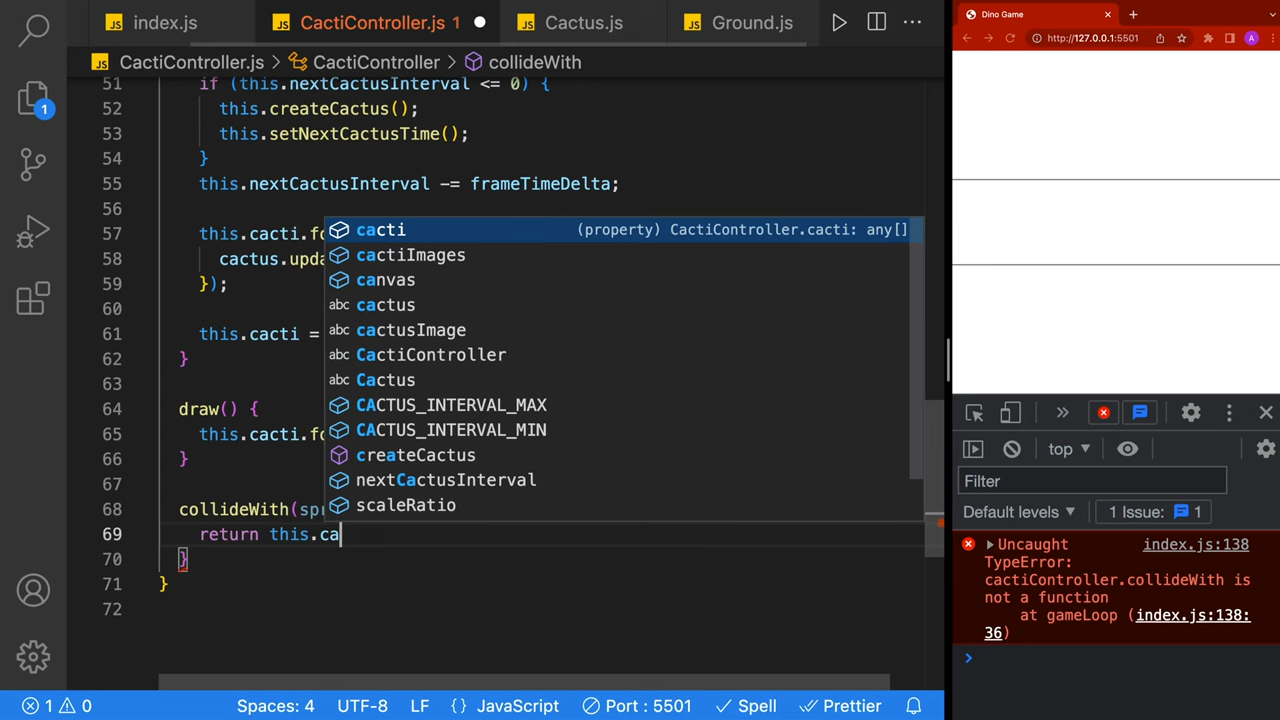 index.js
CactiController.js 1
Cactus.js
Ground.js
CactiController.js > CactiController > collideWith
51 if (this.nextCactusInterval <= 0) {
52 this.createCactus();
53 this.setNextCactusTime();
54 }
55 this.nextCactusInterval -= frameTimeDelta;
56
57 this.cacti.fo
58 cactus.upda
59 });
60
61 this.cacti =
62 }
63
64 draw() {
65 this.cacti.fo
66 }
67
68 collideWith(spr
69 return this.ca
70 }
71 }
72
cacti (property) CactiController.cacti: any[]
cactiImages
canvas
abc cactus
abc cactusImage
abc CactiController
abc Cactus
CACTUS_INTERVAL_MAX
CACTUS_INTERVAL_MIN
createCactus
nextCactusInterval
scaleRatio
1
1 0
Spaces: 4
UTF-8
LF
{} JavaScript
Port : 5501
Spell
Prettier
Dino Game
http://127.0.0.1:5501
A
top
Filter
Default levels
1 Issue: 1
Uncaught index.js:138
TypeError:
cactiController.collideWith is
not a function
at gameLoop (index.js:138:
36)